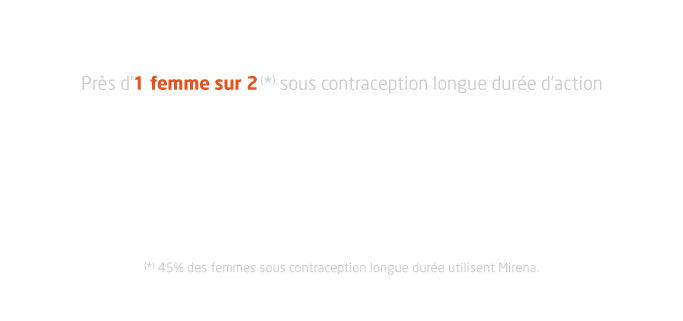 Près d'1 femme sur 2 (*) sous contraception longue durée d'action
(*) 45% des femmes sous contraception longue durée utilisent Mirena.